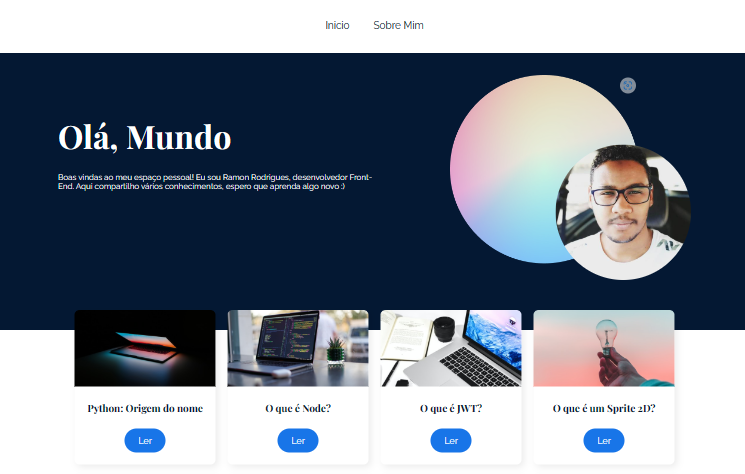 Inicio
Sobre Mim
Olá, Mundo
Boas vindas ao meu espaço pessoal! Eu sou Ramon Rodrigues, desenvolvedor Front-
End. Aqui compartilho vários conhecimentos, espero que aprenda algo novo :)
Python: Origem do nome
O que é Node?
O que é JWT?
O que é um Sprite 2D?
Ler
Ler
Ler
Ler